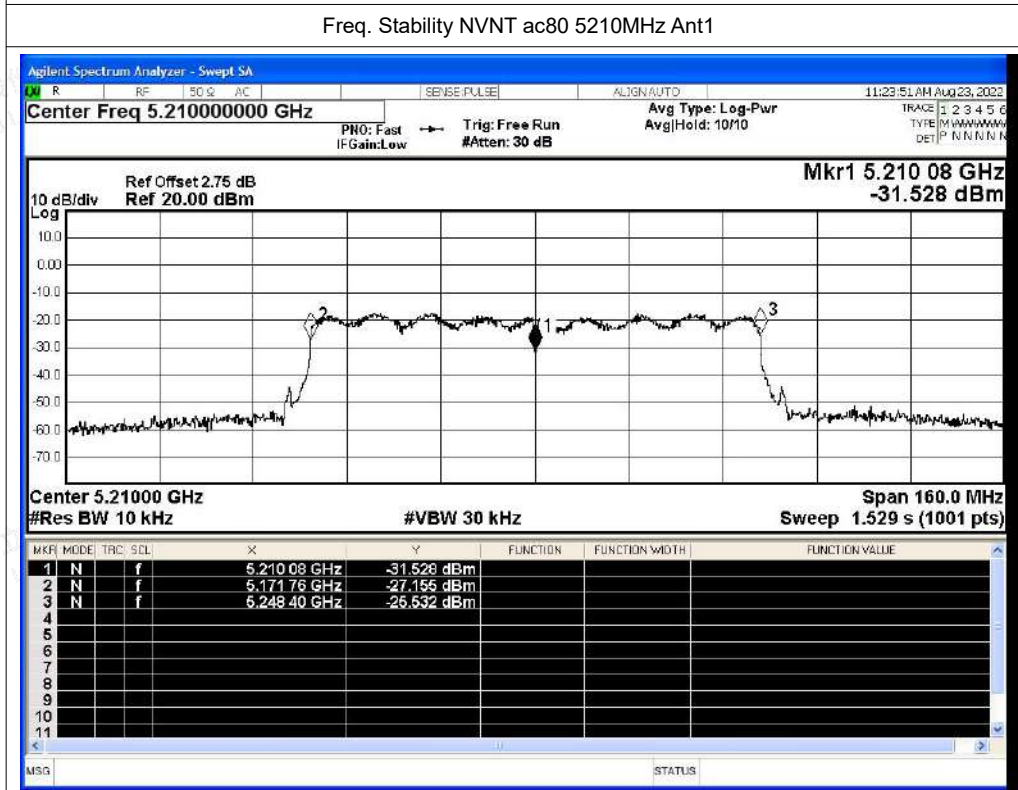 Freq. Stability NVNT ac80 5210MHz Ant1
Agilent Spectrum Analyzer - Swept SA
R RF 50 Ω AC SENSE:PULSE ALIGN AUTO 11:23:51 AM Aug 23, 2022
Center Freq 5.210000000 GHz
PNO: Fast
IFGain:Low
Trig: Free Run
#Atten: 30 dB
Avg Type: Log-Pwr
Avg|Hold: 10/10
TRACE 1 2 3 4 5 6
TYPE M WWWWW
DET P N N N N N
Ref Offset 2.75 dB
10 dB/div Ref 20.00 dBm
Mkr1 5.210 08 GHz
-31.528 dBm
Log
10.0
0.00
-10.0
-20.0
-30.0
-40.0
-50.0
-60.0
-70.0
2
1
3
Center 5.21000 GHz
Span 160.0 MHz
#Res BW 10 kHz
#VBW 30 kHz
Sweep 1.529 s (1001 pts)
MKR MODE TRC SCL X Y FUNCTION FUNCTION WIDTH FUNCTION VALUE
1 N f 5.210 08 GHz -31.528 dBm
2 N f 5.171 76 GHz -27.155 dBm
3 N f 5.248 40 GHz -25.532 dBm
4
5
6
7
8
9
10
11
MSG STATUS